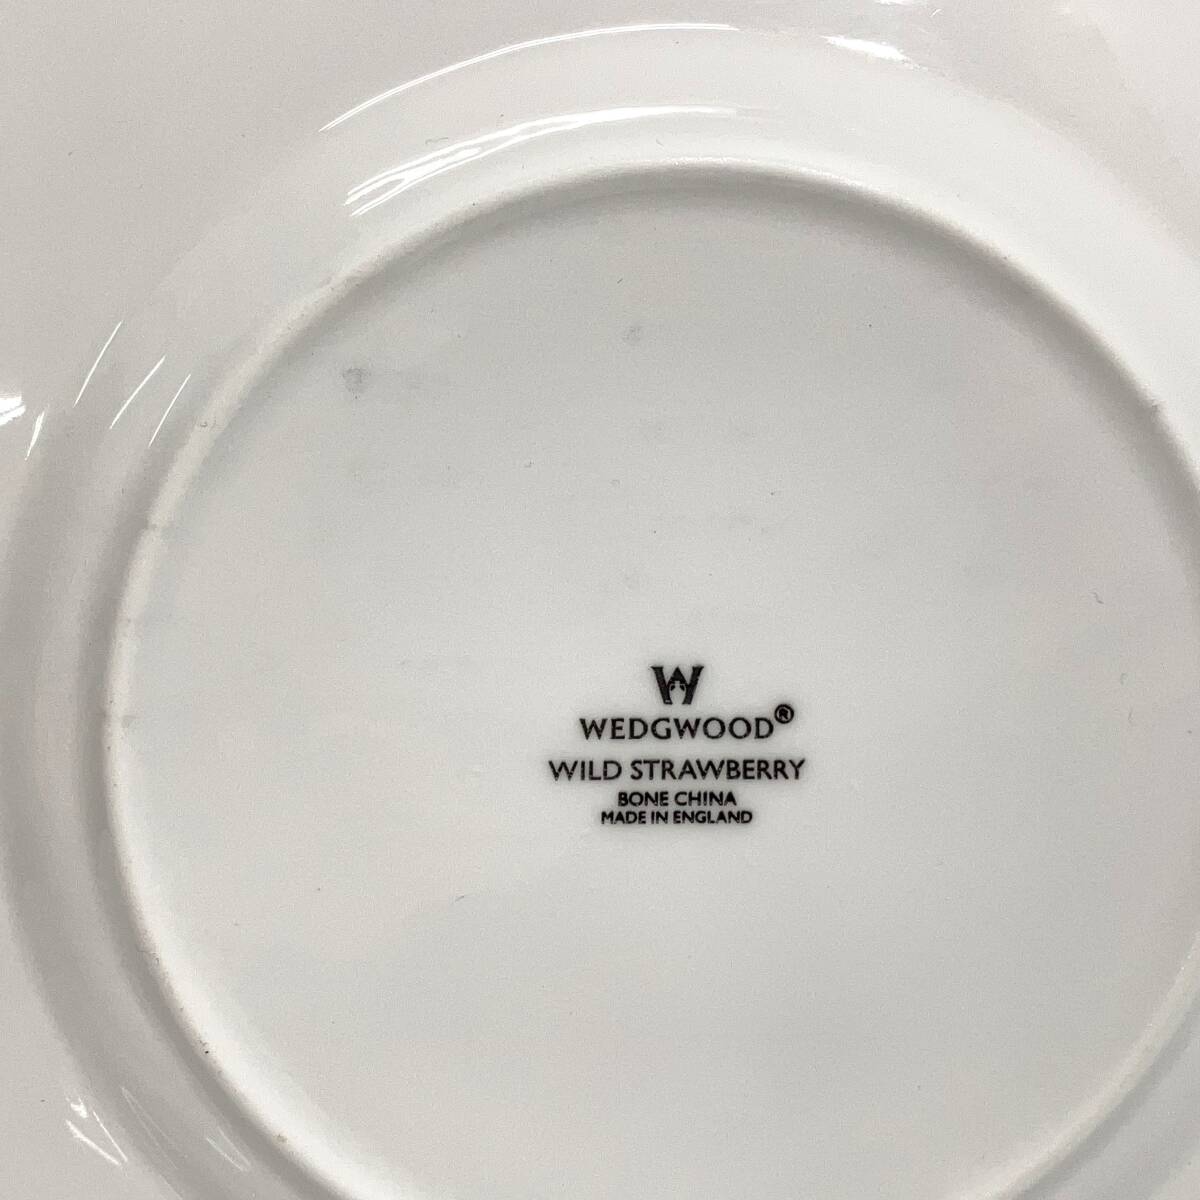 W
WEDGWOOD®
WILD STRAWBERRY
BONE CHINA
MADE IN ENGLAND